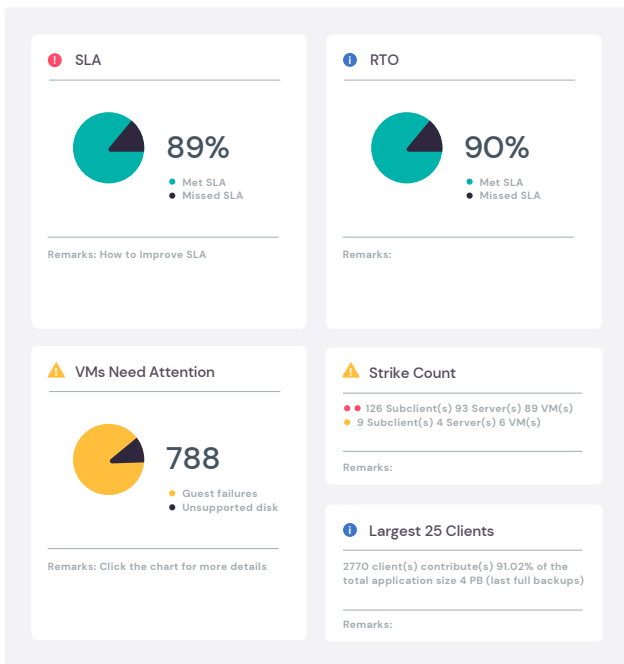 SLA
89%
Met SLA
Missed SLA
Remarks: How to Improve SLA
RTO
90%
Met SLA
Missed SLA
Remarks:
VMs Need Attention
788
Guest failures
Unsupported disk
Remarks: Click the chart for more details
Strike Count
126 Subclient(s) 93 Server(s) 89 VM(s)
9 Subclient(s) 4 Server(s) 6 VM(s)
Remarks:
Largest 25 Clients
2770 client(s) contribute(s) 91.02% of the
total application size 4 PB (last full backups)
Remarks: